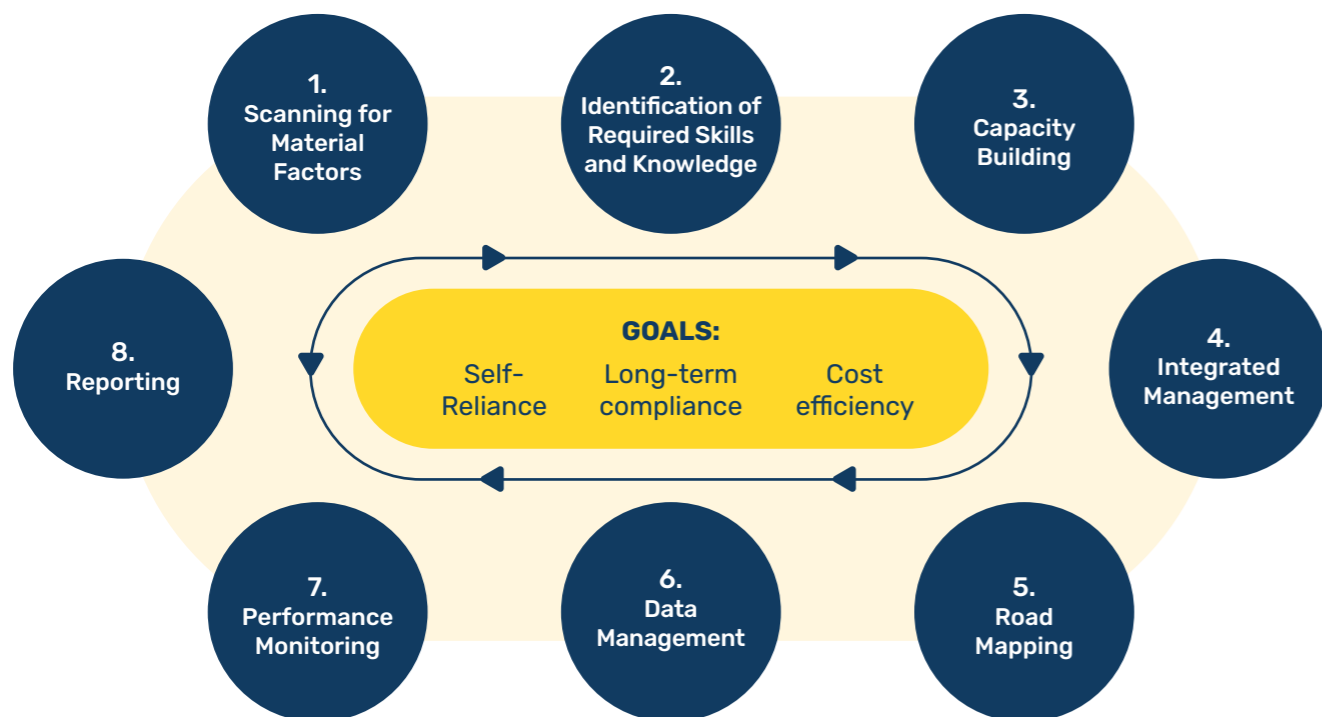 1.
Scanning for
Material
Factors
2.
Identification of
Required Skills
and Knowledge
3.
Capacity
Building
4.
Integrated
Management
5.
Road
Mapping
6.
Data
Management
7.
Performance
Monitoring
8.
Reporting
GOALS:
Self-
Reliance
Long-term
compliance
Cost
efficiency